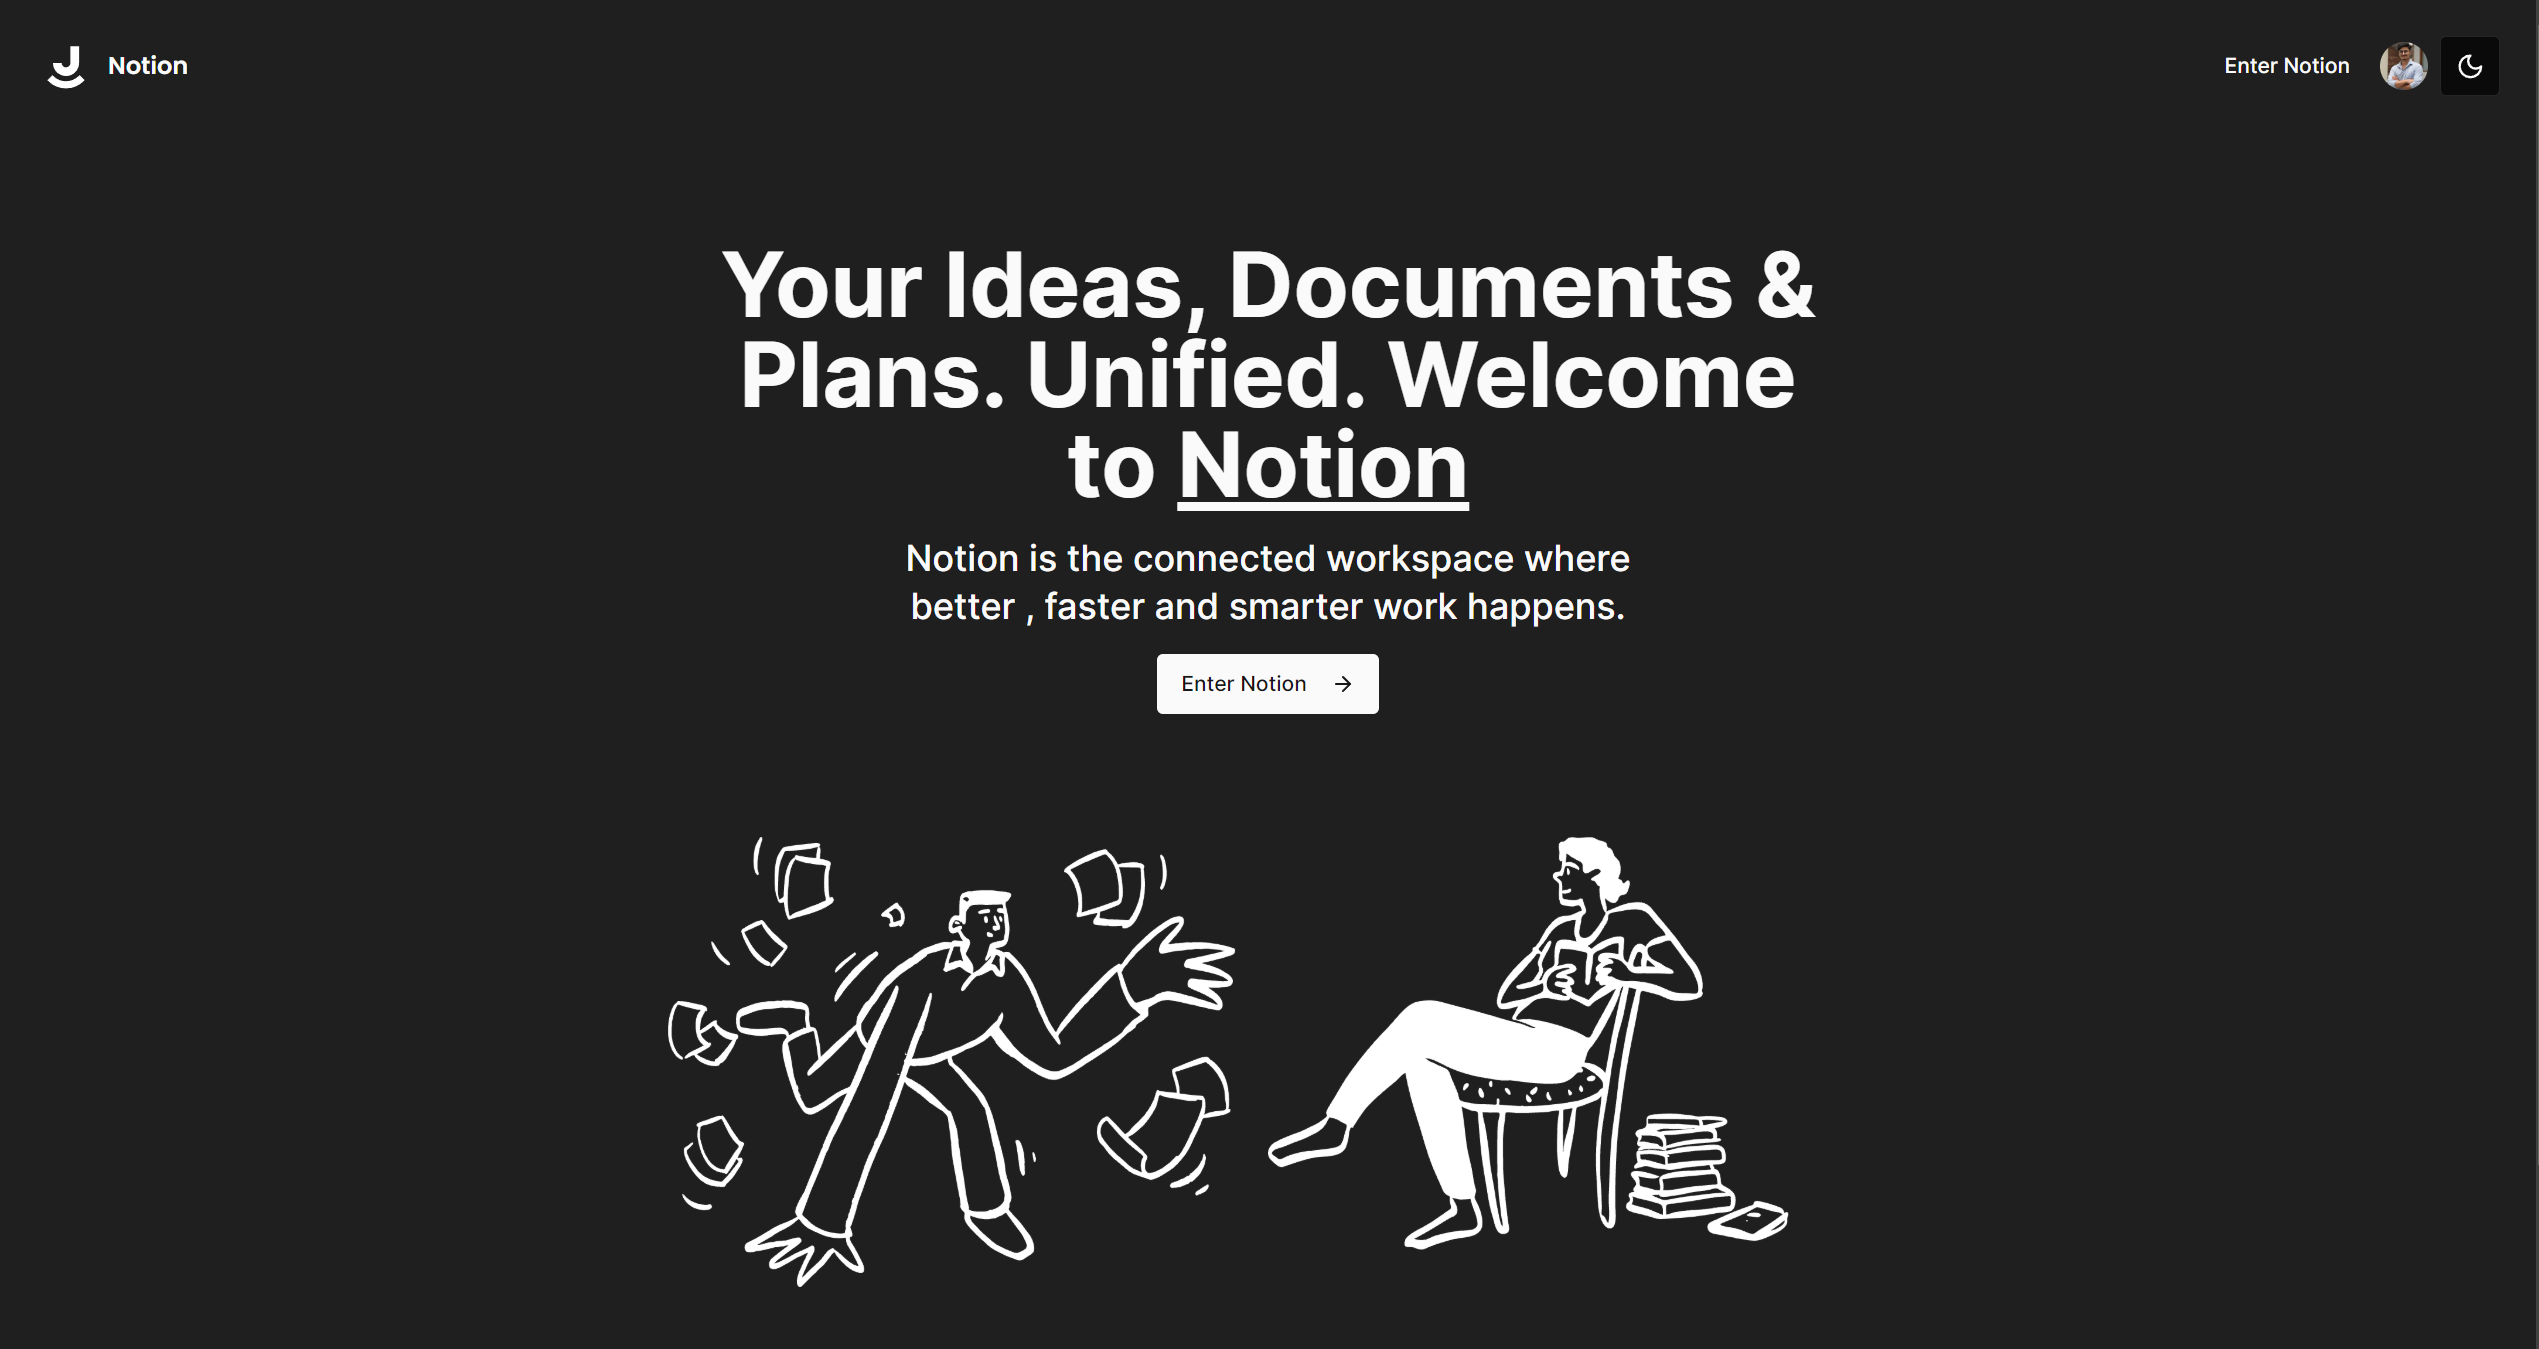 Notion
Enter Notion
Your Ideas, Documents &
Plans. Unified. Welcome
to Notion
Notion is the connected workspace where
better , faster and smarter work happens.
Enter Notion